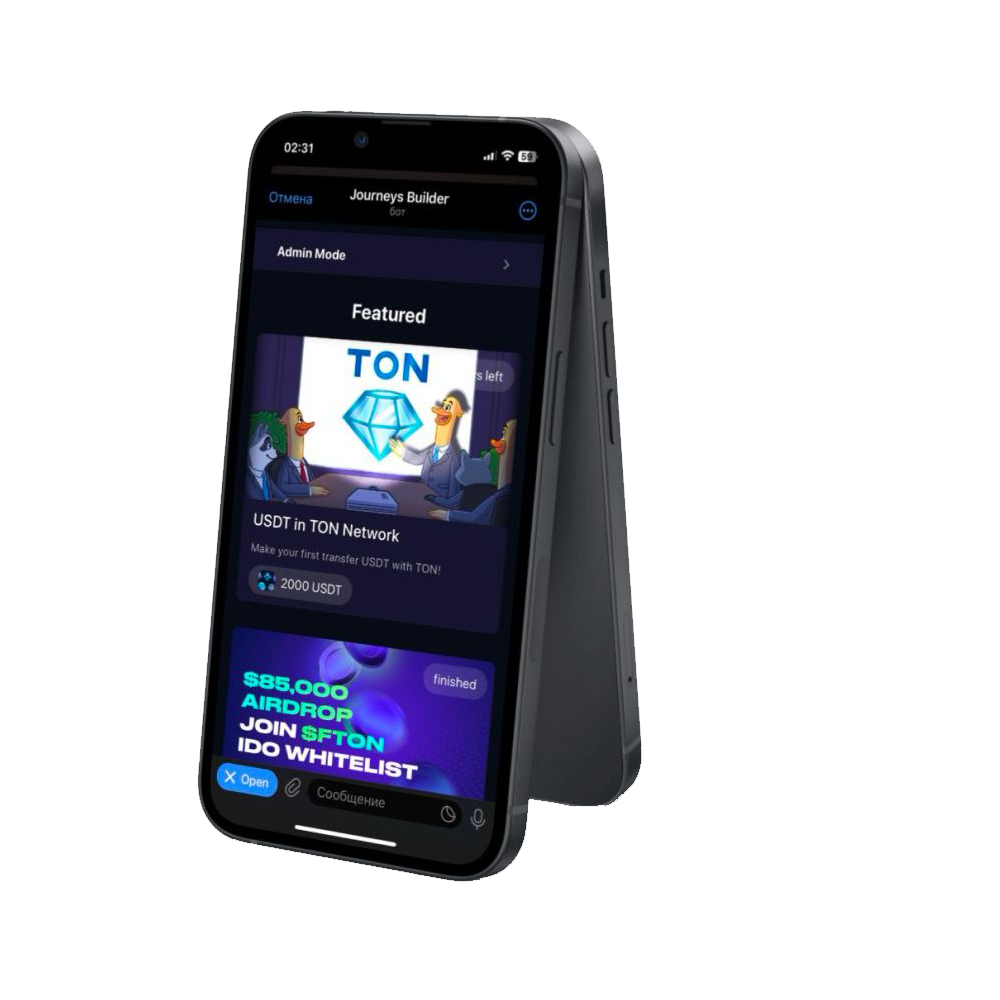 02:31
59
Отмена
Journeys Builder
бот
Admin Mode
Featured
TON
s left
USDT in TON Network
Make your first transfer USDT with TON!
2000 USDT
finished
$85,000
AIRDROP
JOIN $FTON
IDO WHITELIST
Open
Сообщение